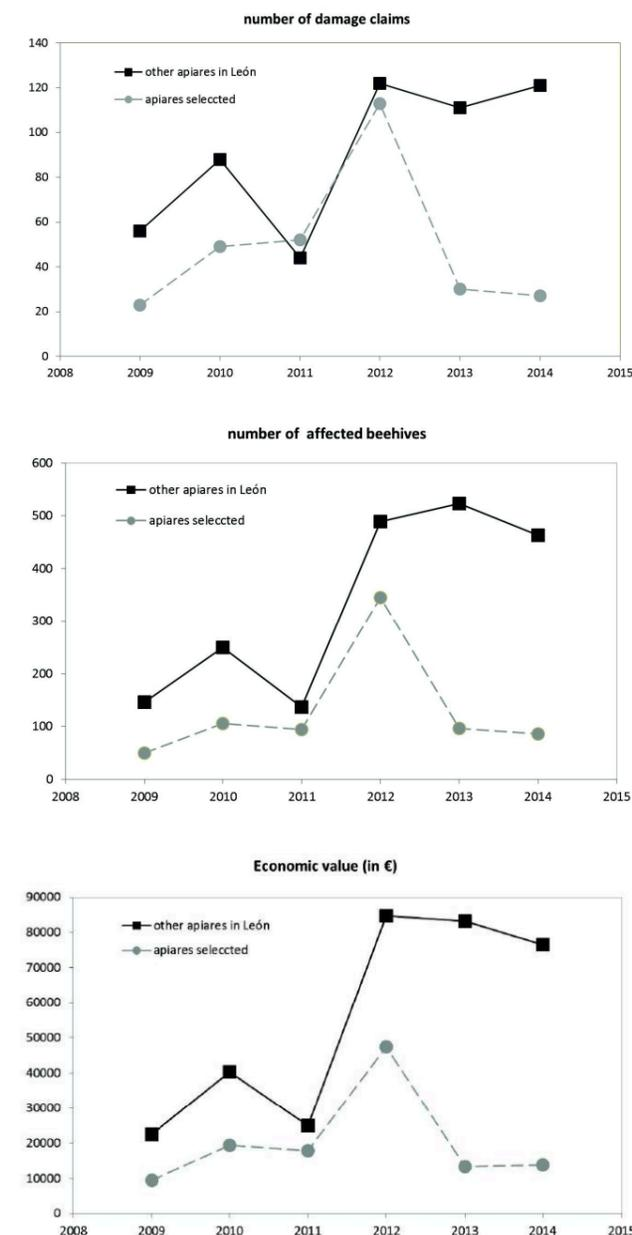 number of damage claims
140
120
100
80
60
40
20
0
other apiares in León
apiares seleccted
2008 2009 2010 2011 2012 2013 2014 2015
number of affected beehives
600
500
400
300
200
100
0
other apiares in León
apiares seleccted
2008 2009 2010 2011 2012 2013 2014 2015
Economic value (in €)
90000
80000
70000
60000
50000
40000
30000
20000
10000
0
other apiares in León
apiares seleccted
2008 2009 2010 2011 2012 2013 2014 2015